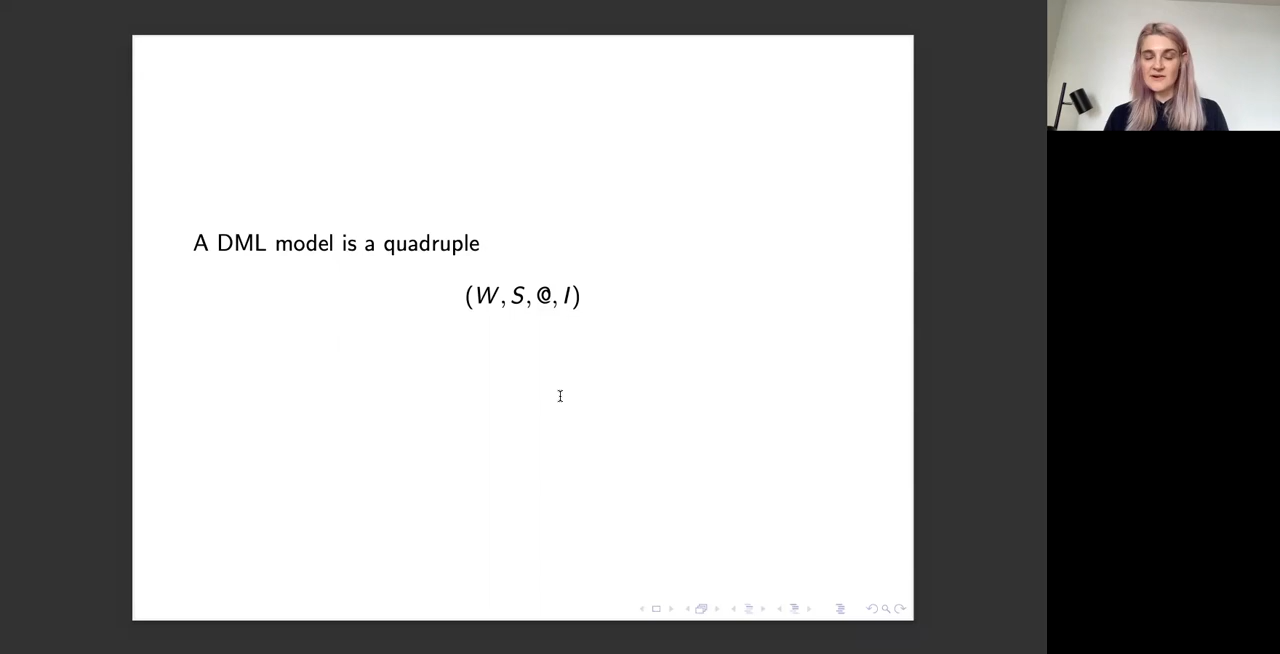 A DML model is a quadruple
(W, S, @, I)